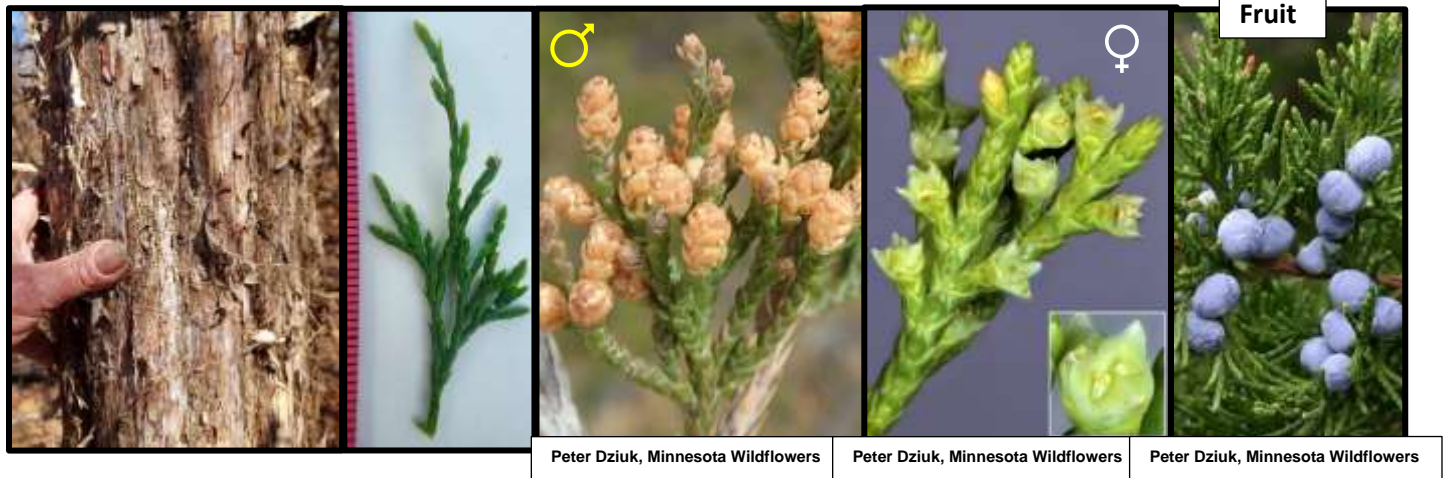 Fruit
♂
♀
Peter Dziuk, Minnesota Wildflowers
Peter Dziuk, Minnesota Wildflowers
Peter Dziuk, Minnesota Wildflowers